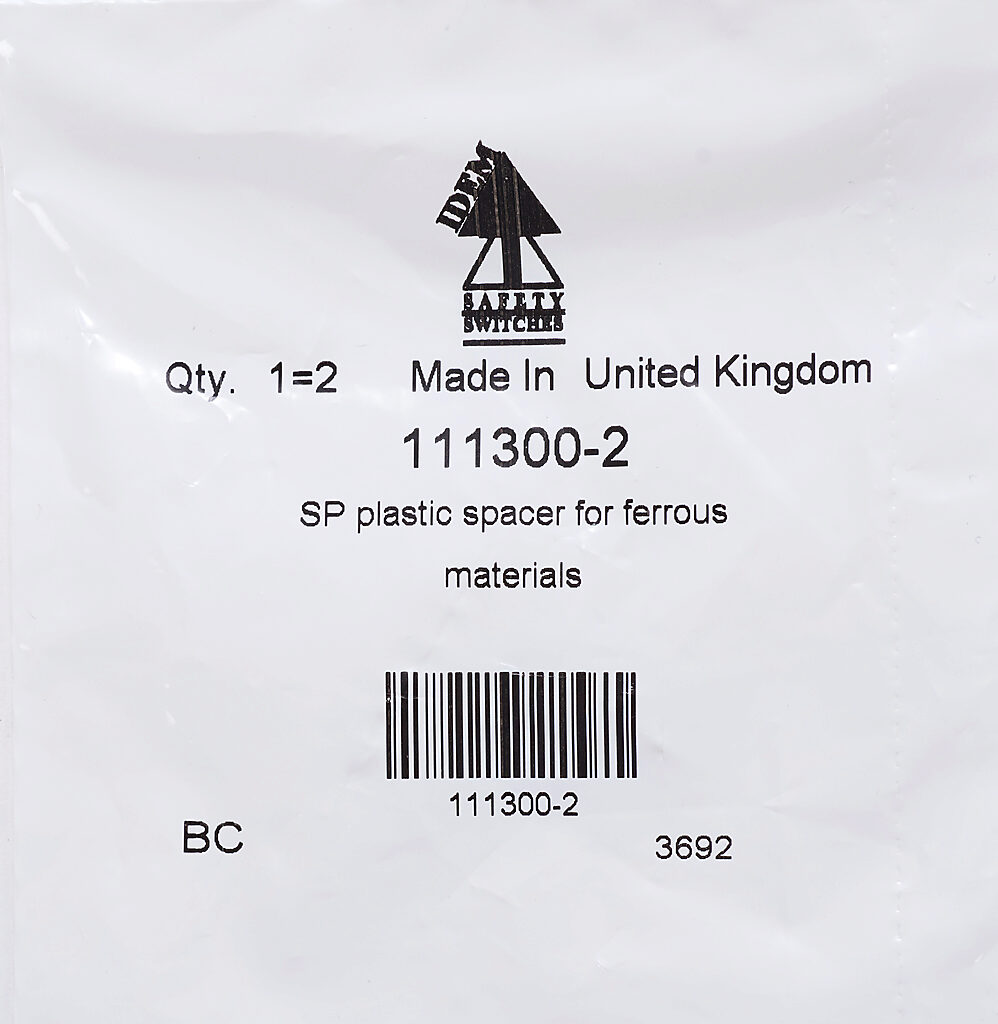 IDEM
SAFETY
SWITCHES
Qty. 1=2 Made In United Kingdom
111300-2
SP plastic spacer for ferrous
materials
111300-2
BC
3692